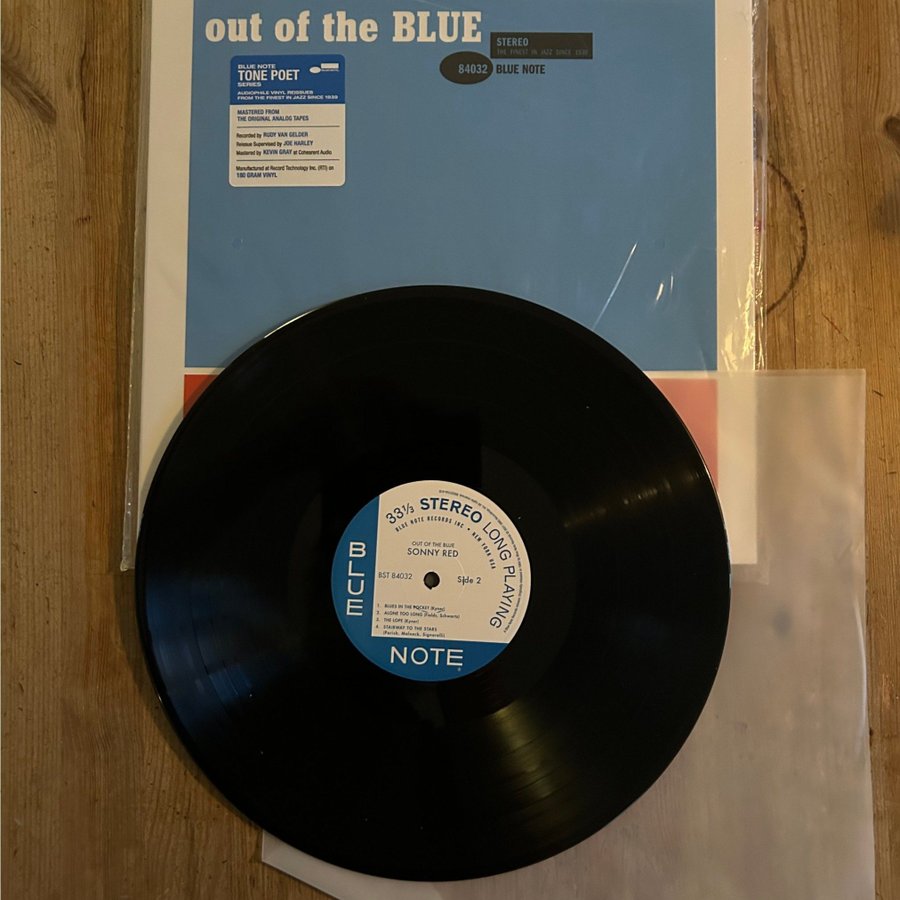 out of the BLUE
STEREO
THE FINEST IN JAZZ SINCE 1939
84032 BLUE NOTE
BLUE NOTE
TONE POET
SERIES
BLUE NOTE
AUDIOPHILE VINYL REISSUES
FROM THE FINEST IN JAZZ SINCE 1939
MASTERED FROM
THE ORIGINAL ANALOG TAPES
Recorded by RUDY VAN GELDER
Reissue Supervised by JOE HARLEY
Mastered by KEVIN GRAY at Cohearent Audio
Manufactured at Record Technology Inc. (RTI) on
180 GRAM VINYL
33 1/3 STEREO LONG PLAYING
BLUE NOTE RECORDS INC • NEW YORK USA
OUT OF THE BLUE
SONNY RED
BST 84032
Side 2
1. BLUES IN THE POCKET (Kyner)
2. ALONE TOO LONG (Fields, Schwartz)
3. THE LOPE (Kyner)
4. STAIRWAY TO THE STARS
(Parish, Malneck, Signorelli)
BLUE
NOTE